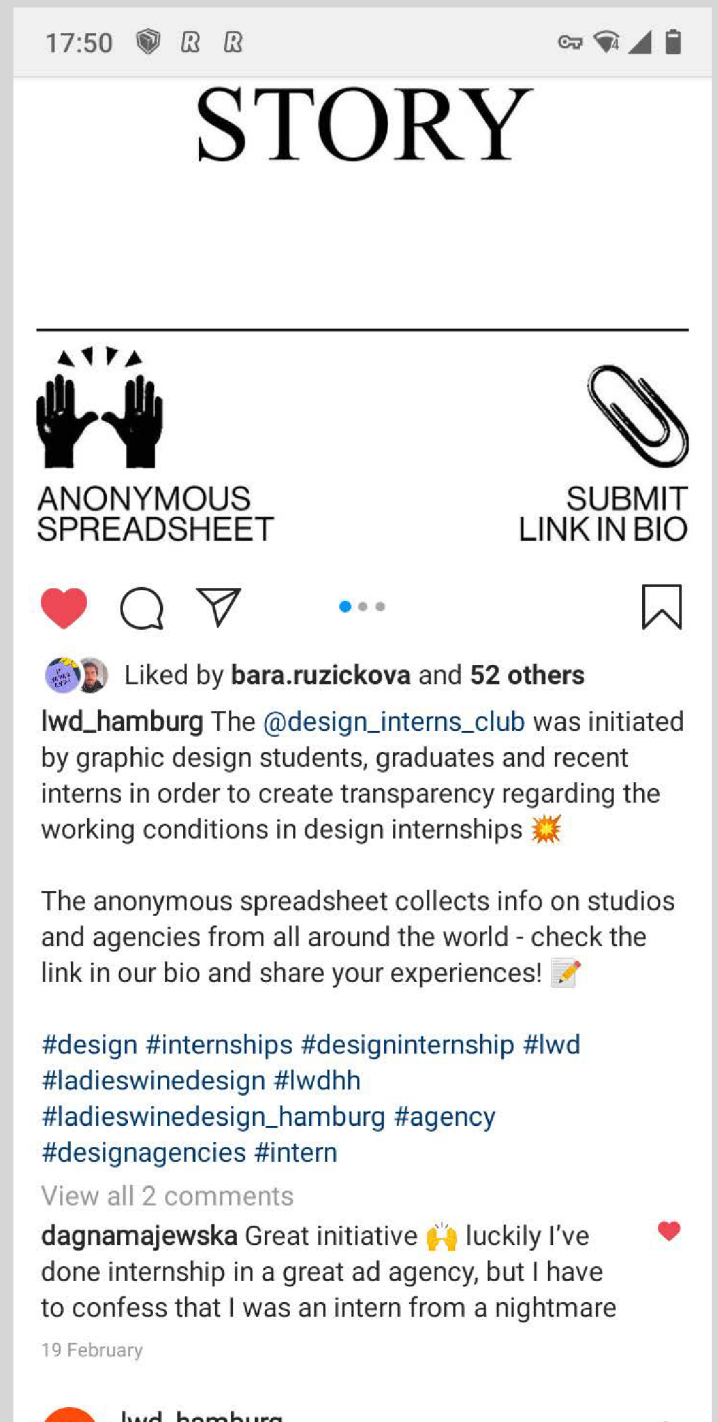 17:50
STORY
ANONYMOUS
SPREADSHEET
SUBMIT
LINK IN BIO
Liked by bara.ruzickova and 52 others
lwd_hamburg The @design_interns_club was initiated
by graphic design students, graduates and recent
interns in order to create transparency regarding the
working conditions in design internships 💥
The anonymous spreadsheet collects info on studios
and agencies from all around the world - check the
link in our bio and share your experiences! 📝
#design #internships #designinternship #lwd
#ladieswinedesign #lwdhh
#ladieswinedesign_hamburg #agency
#designagencies #intern
View all 2 comments
dagnamajewska Great initiative 🙌 luckily I’ve
done internship in a great ad agency, but I have
to confess that I was an intern from a nightmare
19 February
lwd_hamburg